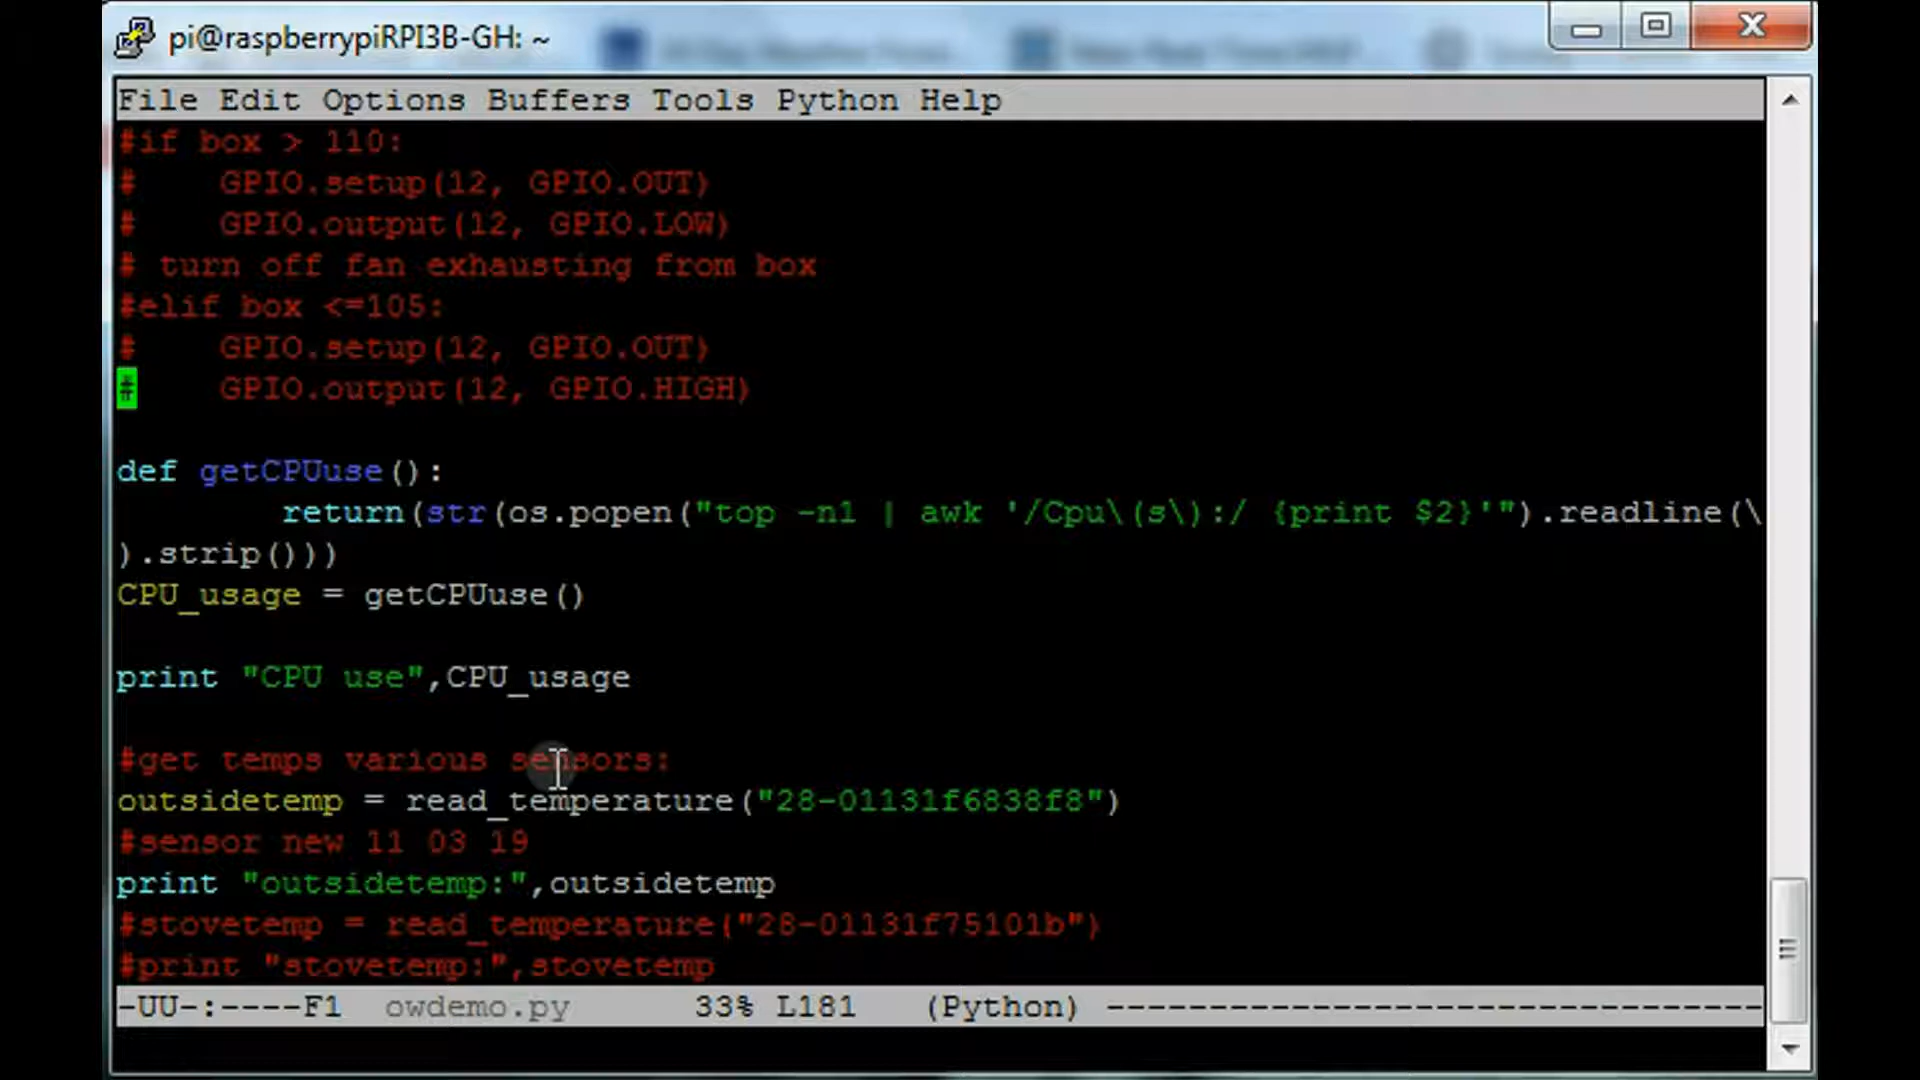 pi@raspberrypiRPI3B-GH: ~
File Edit Options Buffers Tools Python Help
#if box > 110:
#    GPIO.setup(12, GPIO.OUT)
#    GPIO.output(12, GPIO.LOW)
# turn off fan exhausting from box
#elif box <=105:
#    GPIO.setup(12, GPIO.OUT)
#    GPIO.output(12, GPIO.HIGH)
def getCPUuse():
        return(str(os.popen("top -n1 | awk '/Cpu\(s\):/ {print $2}'").readline(\
).strip()))
CPU_usage = getCPUuse()
print "CPU use",CPU_usage
#get temps various sensors:
outsidetemp = read_temperature("28-01131f6838f8")
#sensor new 11 03 19
print "outsidetemp:",outsidetemp
#stovetemp = read_temperature("28-01131f75101b")
#print "stovetemp:",stovetemp
-UU-:----F1  owdemo.py      33% L181   (Python) --------------------------------